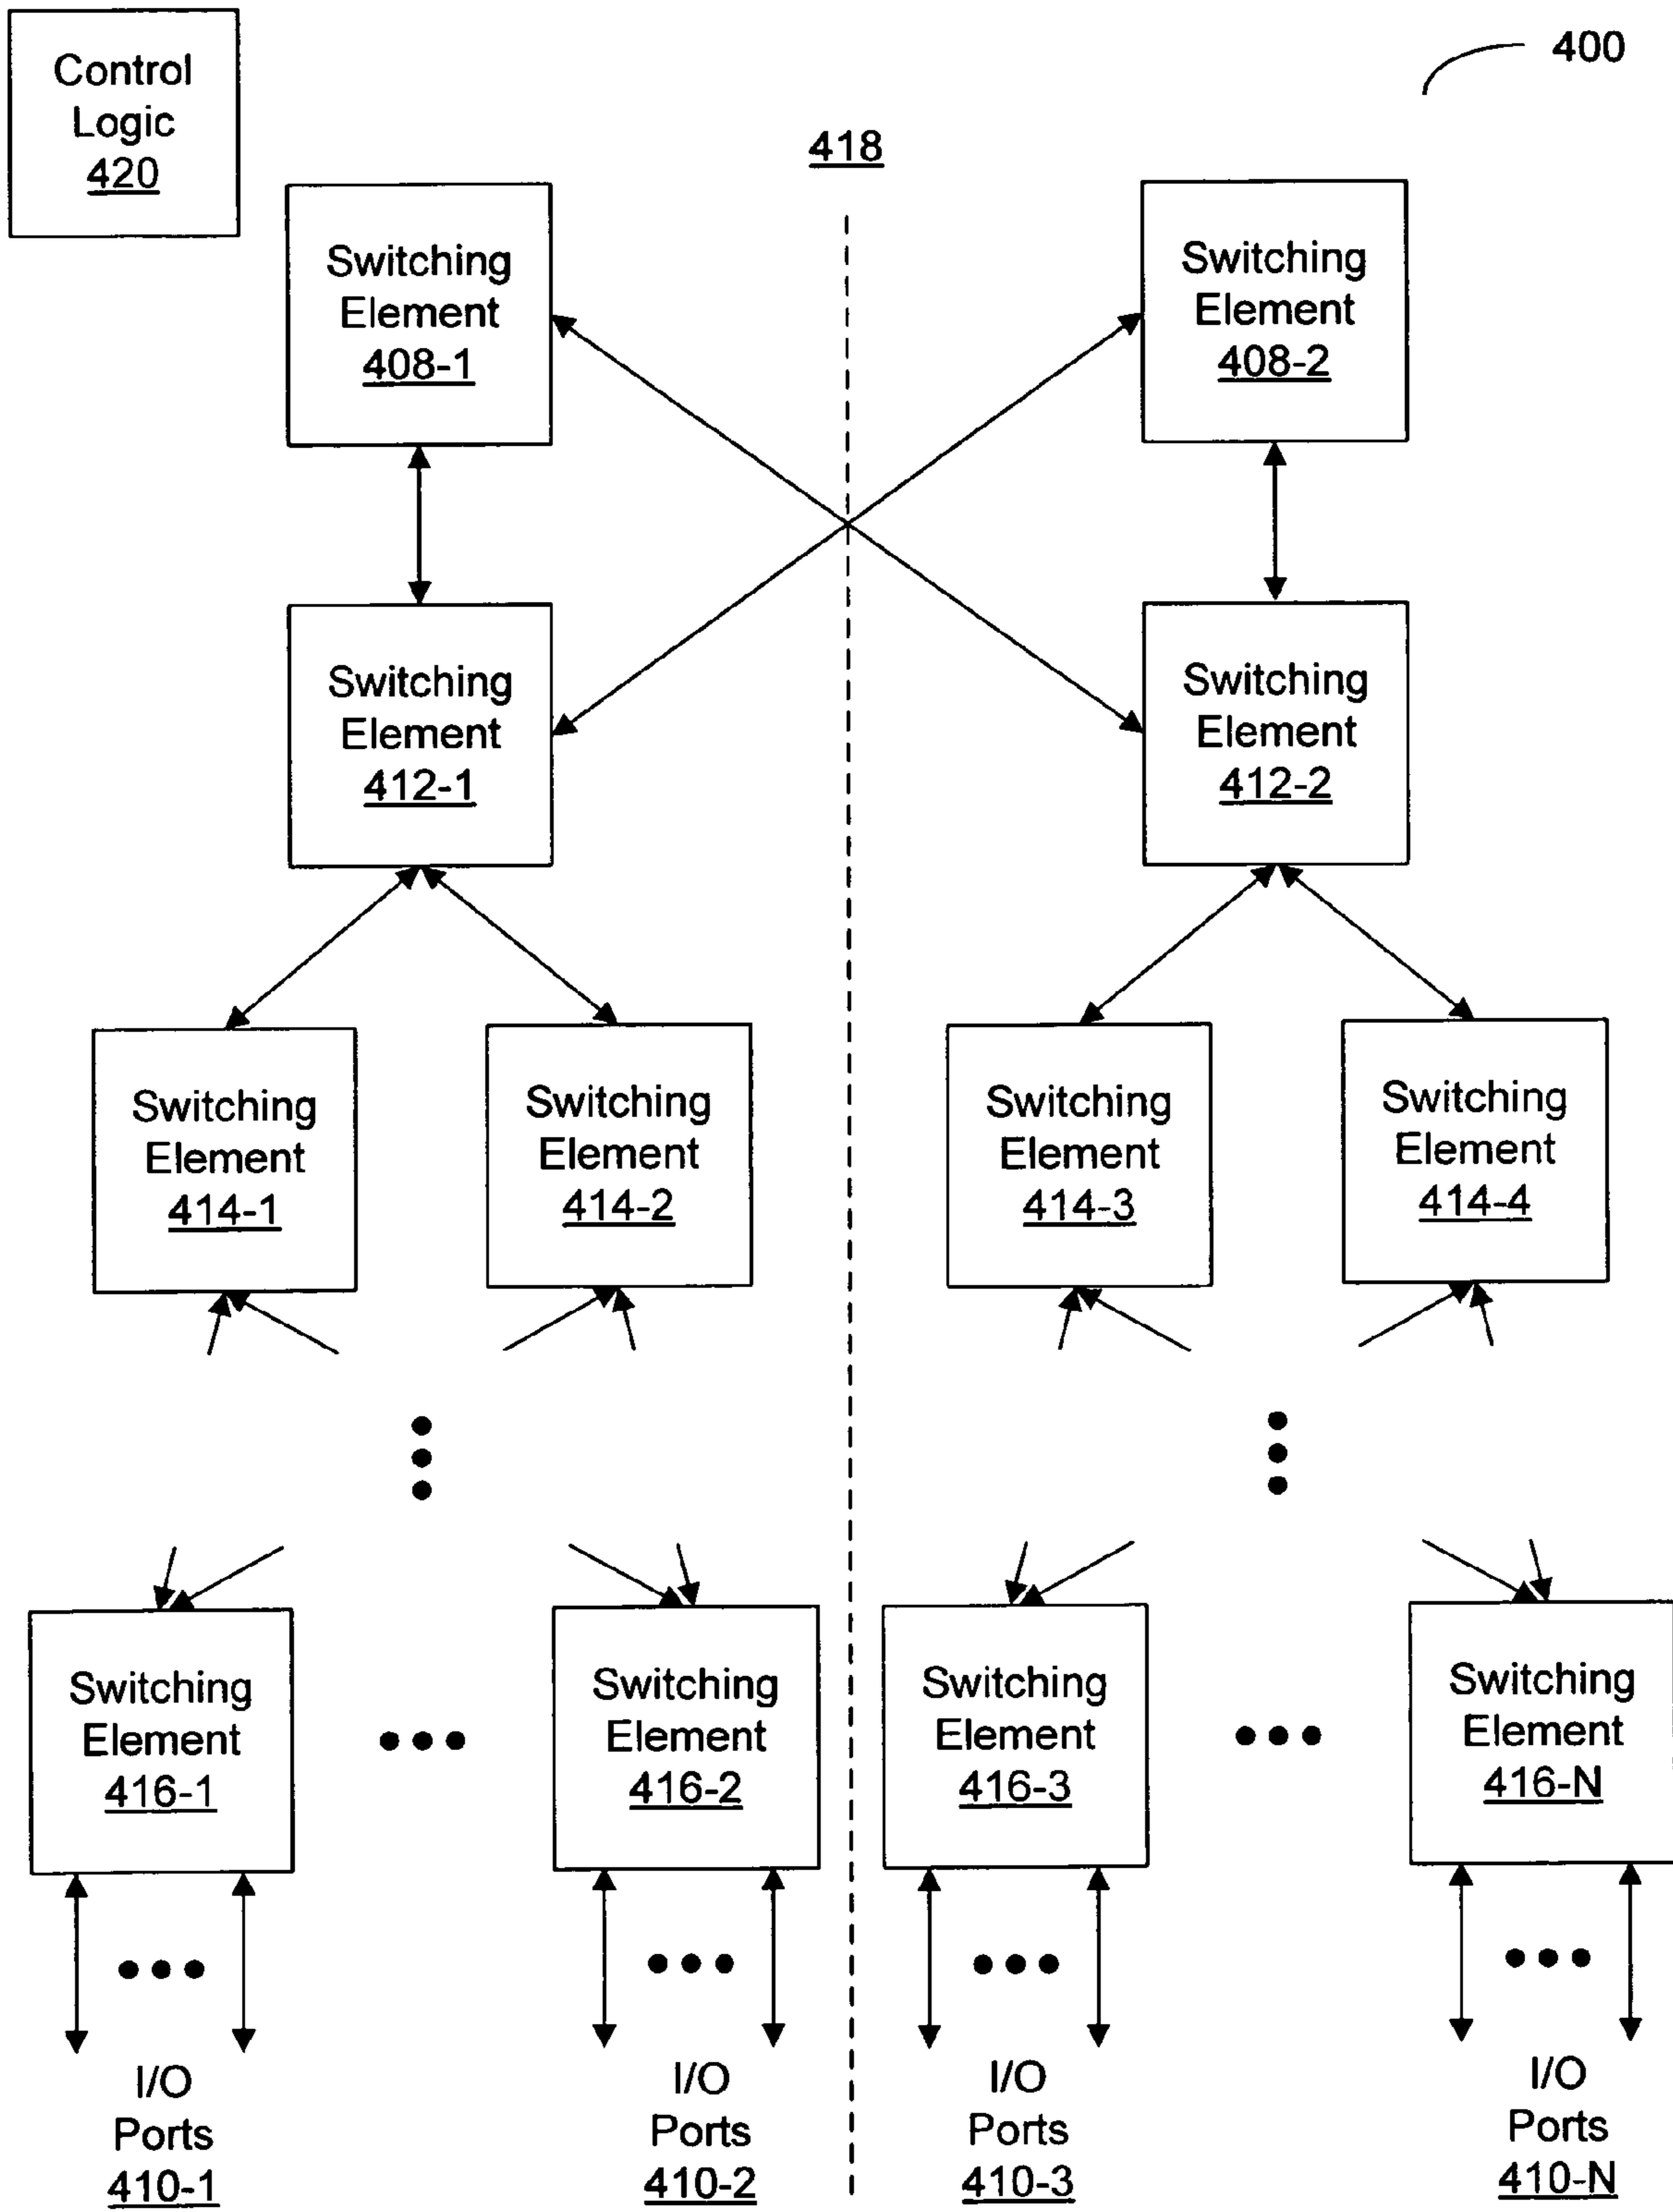 400
Control
Logic
420
418
Switching
Element
408-1
Switching
Element
408-2
Switching
Element
412-1
Switching
Element
412-2
Switching
Element
414-1
Switching
Element
414-2
Switching
Element
414-3
Switching
Element
414-4
Switching
Element
416-1
Switching
Element
416-2
Switching
Element
416-3
Switching
Element
416-N
I/O
Ports
410-1
I/O
Ports
410-2
I/O
Ports
410-3
I/O
Ports
410-N